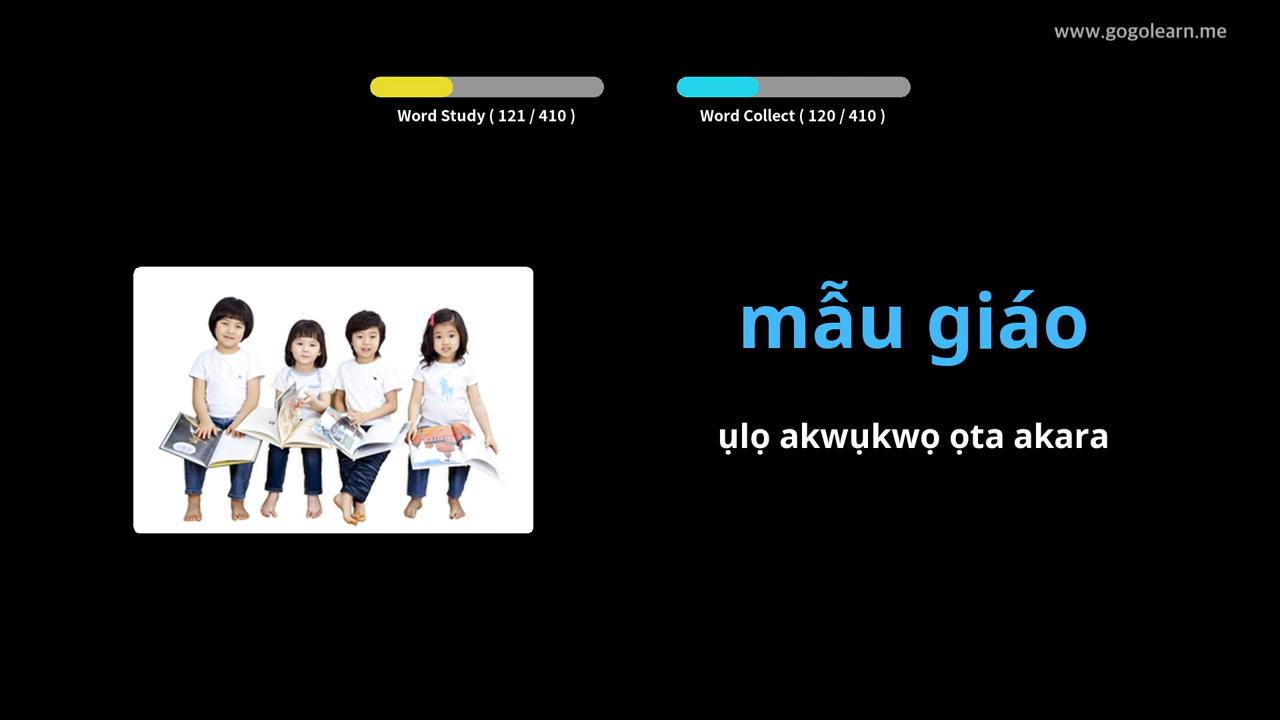 www.gogolearn.me
Word Study ( 121 / 410 )
Word Collect ( 120 / 410 )
mẫu giáo
ụlọ akwụkwọ ọta akara